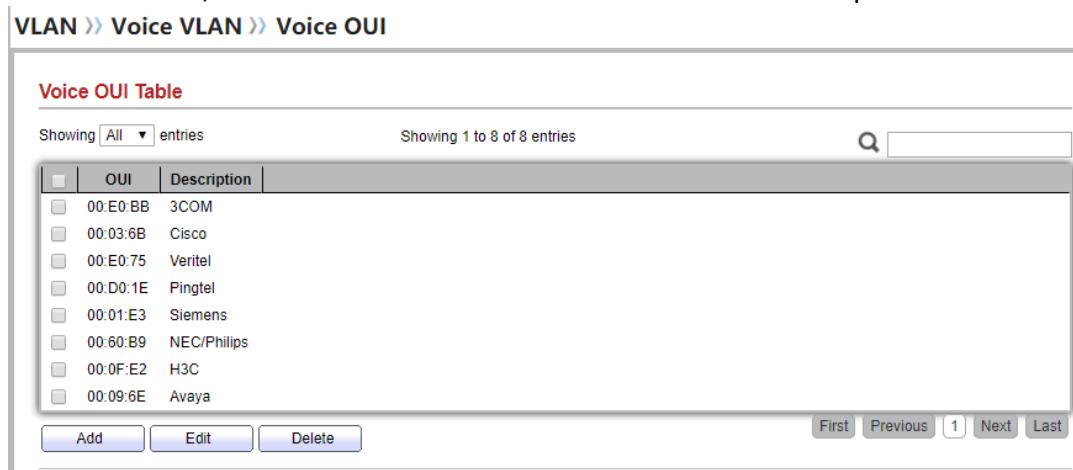 VLAN >> Voice VLAN >> Voice OUI
Voice OUI Table
Showing All entries Showing 1 to 8 of 8 entries
OUI Description
00:E0:BB 3COM
00:03:6B Cisco
00:E0:75 Veritel
00:D0:1E Pingtel
00:01:E3 Siemens
00:60:B9 NEC/Philips
00:0F:E2 H3C
00:09:6E Avaya
Add Edit Delete First Previous 1 Next Last